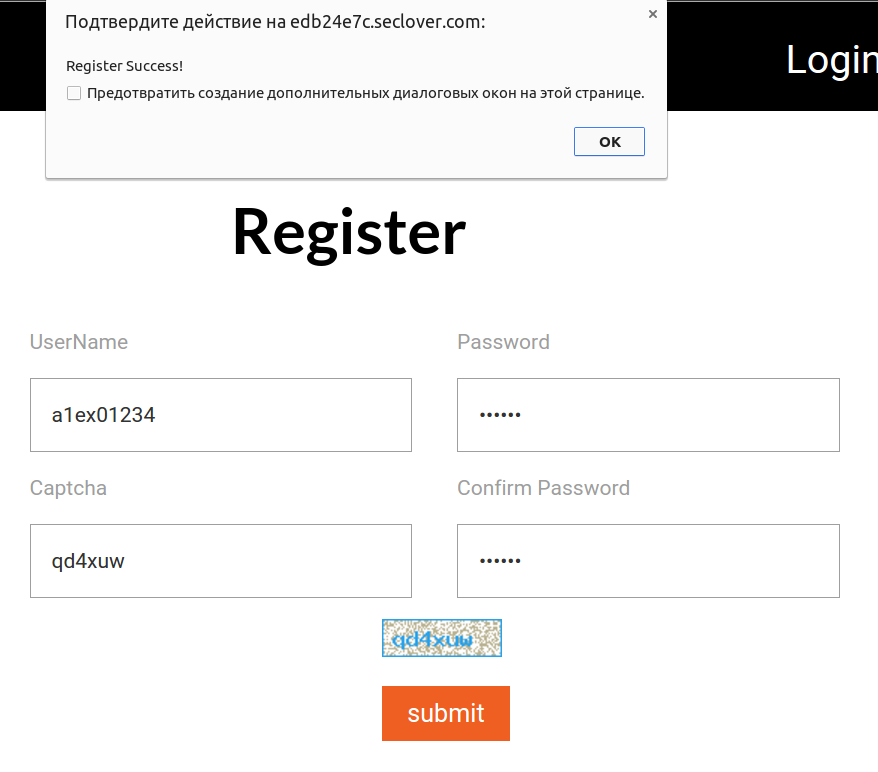 Подтвердите действие на edb24e7c.seclover.com:
×
Register Success!
Предотвратить создание дополнительных диалоговых окон на этой странице.
OK
Login
Register
UserName
Password
a1ex01234
••••••
Captcha
Confirm Password
qd4xuw
••••••
qd4xuw
submit